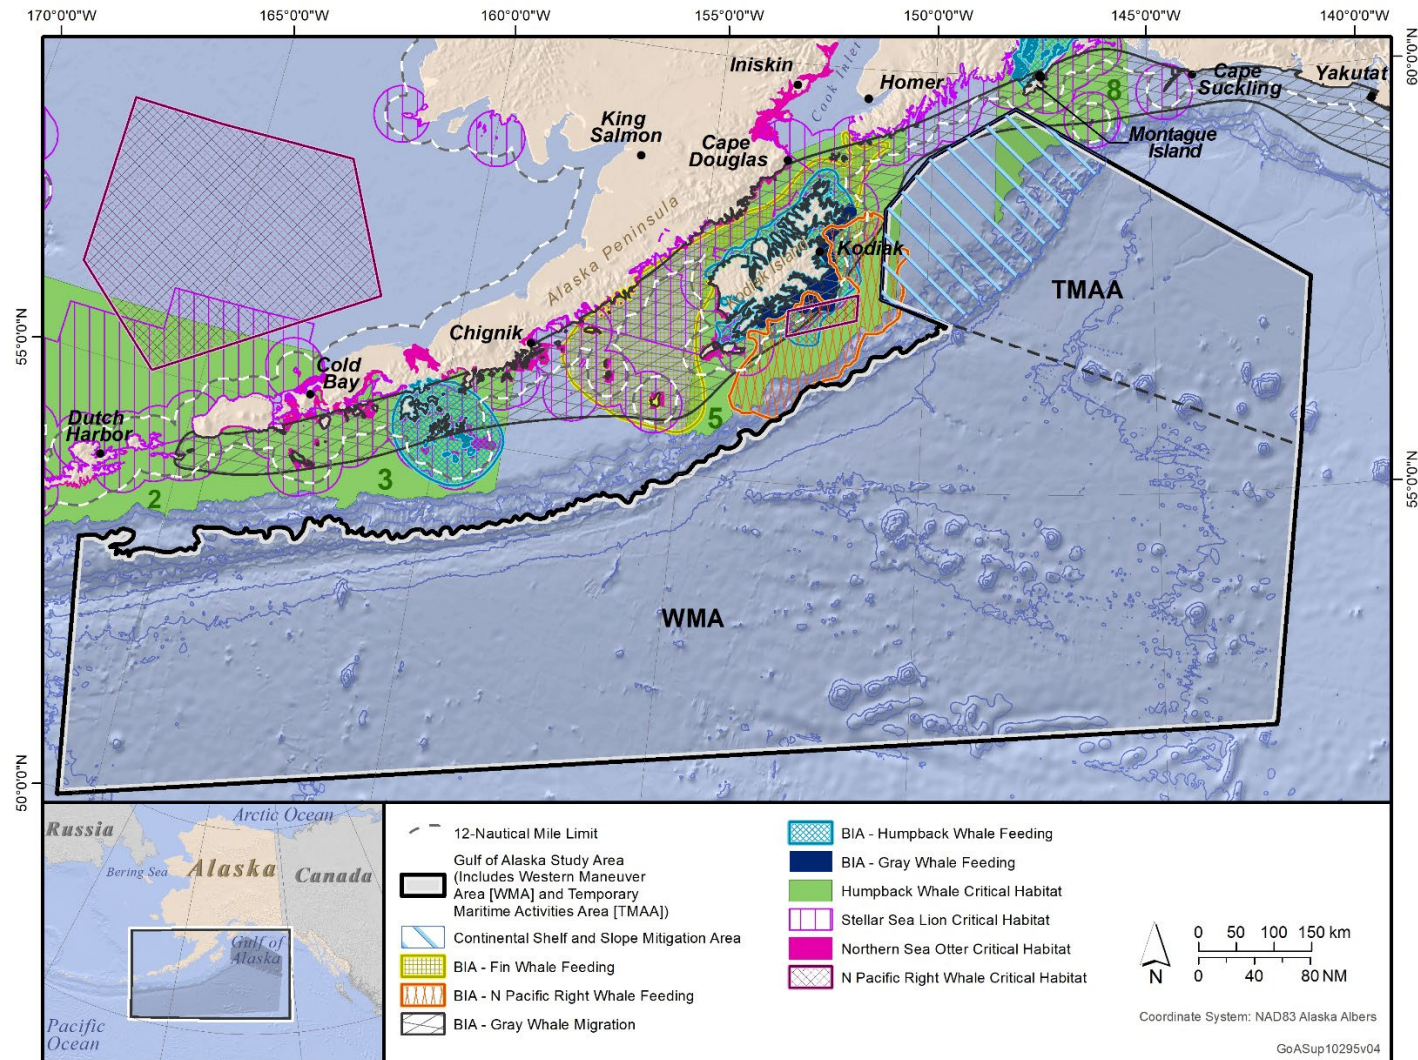 170°0'0"W
165°0'0"W
160°0'0"W
155°0'0"W
150°0'0"W
145°0'0"W
140°0'0"W
60°0'0"N
55°0'0"N
55°0'0"N
50°0'0"N
Iniskin
Cook Inlet
Homer
8
Cape
Suckling
Yakutat
King
Salmon
Cape
Douglas
Montague
Island
Alaska Peninsula
Kodiak Island
Kodiak
TMAA
Chignik
Cold
Bay
Dutch
Harbor
5
3
2
WMA
Russia
Arctic Ocean
Bering Sea
Alaska
Canada
Gulf of
Alaska
Pacific
Ocean
12-Nautical Mile Limit
Gulf of Alaska Study Area
(Includes Western Maneuver
Area [WMA] and Temporary
Maritime Activities Area [TMAA])
Continental Shelf and Slope Mitigation Area
BIA - Fin Whale Feeding
BIA - N Pacific Right Whale Feeding
BIA - Gray Whale Migration
BIA - Humpback Whale Feeding
BIA - Gray Whale Feeding
Humpback Whale Critical Habitat
Stellar Sea Lion Critical Habitat
Northern Sea Otter Critical Habitat
N Pacific Right Whale Critical Habitat
N
0 50 100 150 km
0 40 80 NM
Coordinate System: NAD83 Alaska Albers
GoASup10295v04